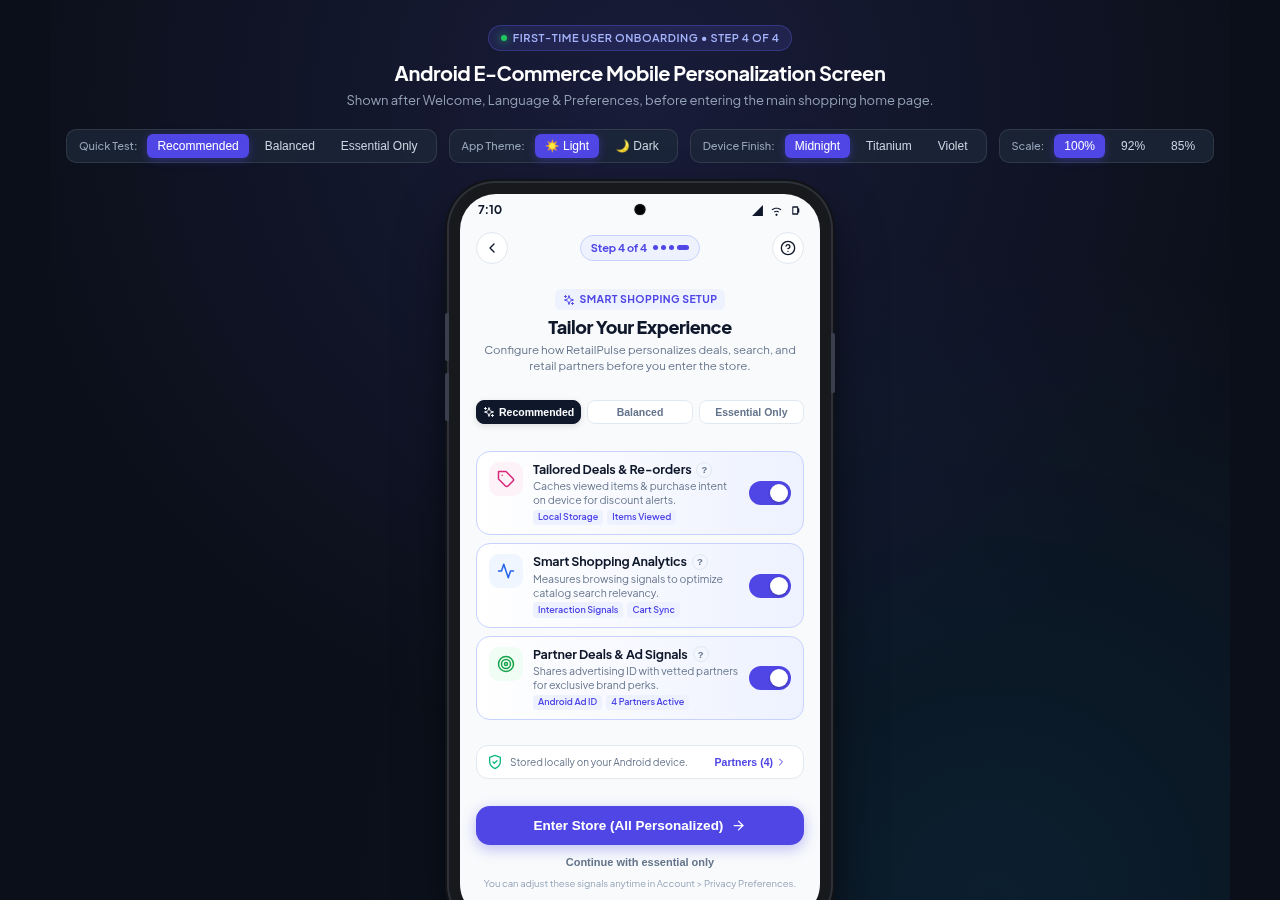 FIRST-TIME USER ONBOARDING • STEP 4 OF 4
Android E-Commerce Mobile Personalization Screen
Shown after Welcome, Language & Preferences, before entering the main shopping home page.
Quick Test: Recommended Balanced Essential Only App Theme: ☀️ Light 🌙 Dark Device Finish: Midnight Titanium Violet Scale: 100% 92% 85%
7:10
Step 4 of 4
SMART SHOPPING SETUP
Tailor Your Experience
Configure how RetailPulse personalizes deals, search, and
retail partners before you enter the store.
Recommended Balanced Essential Only
Tailored Deals & Re-orders ?
Caches viewed items & purchase intent
on device for discount alerts.
Local Storage Items Viewed
Smart Shopping Analytics ?
Measures browsing signals to optimize
catalog search relevancy.
Interaction Signals Cart Sync
Partner Deals & Ad Signals ?
Shares advertising ID with vetted partners
for exclusive brand perks.
Android Ad ID 4 Partners Active
Stored locally on your Android device. Partners (4)
Enter Store (All Personalized)
Continue with essential only
You can adjust these signals anytime in Account > Privacy Preferences.